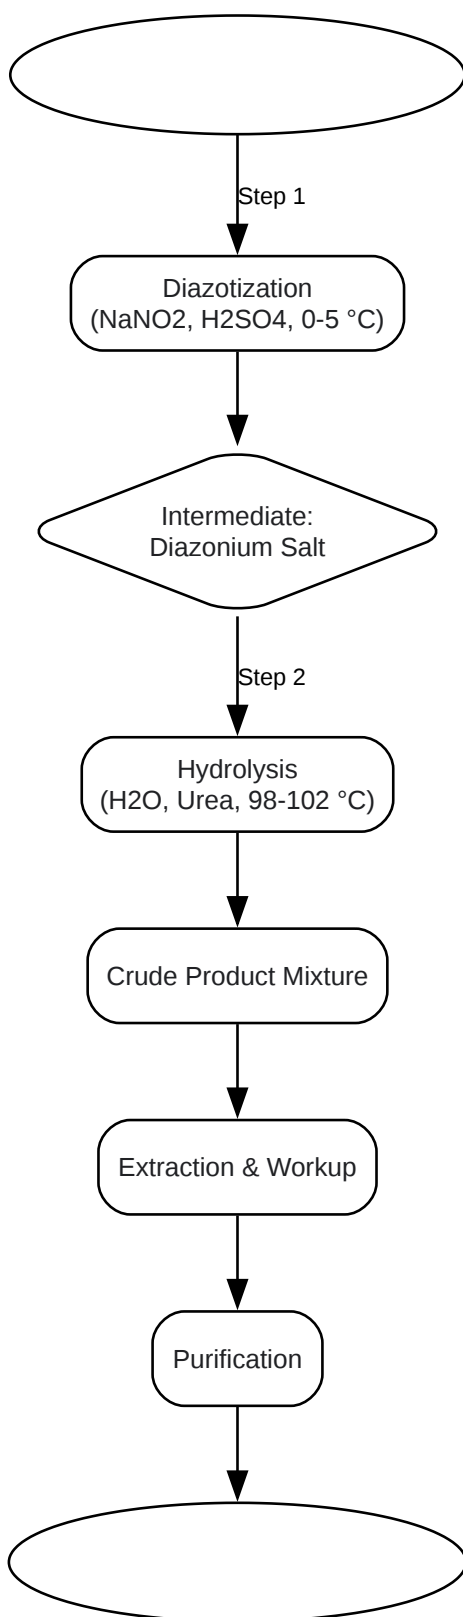 Step 1
Diazotization
(NaNO2, H2SO4, 0-5 °C)
Intermediate:
Diazonium Salt
Step 2
Hydrolysis
(H2O, Urea, 98-102 °C)
Crude Product Mixture
Extraction & Workup
Purification